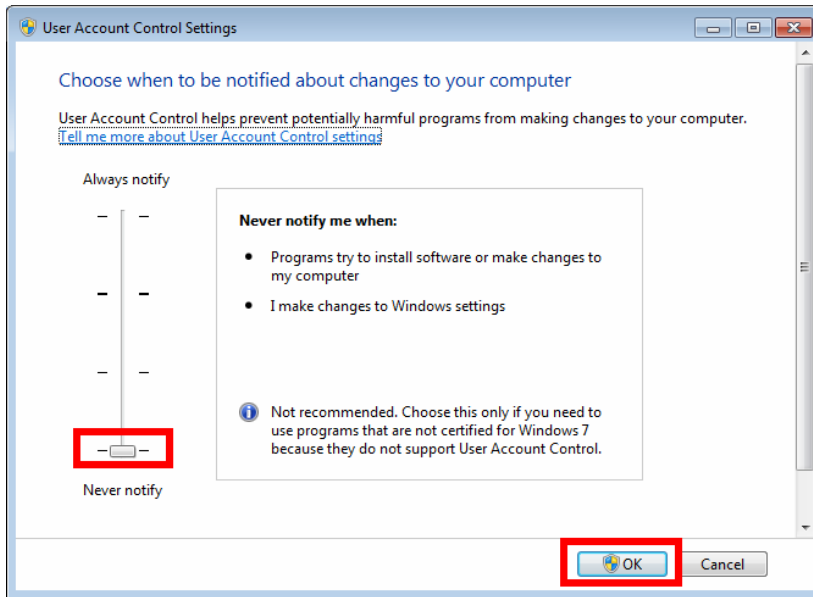 User Account Control Settings
Choose when to be notified about changes to your computer
User Account Control helps prevent potentially harmful programs from making changes to your computer.
Tell me more about User Account Control settings
Always notify
Never notify me when:
• Programs try to install software or make changes to
my computer
• I make changes to Windows settings
Not recommended. Choose this only if you need to
use programs that are not certified for Windows 7
because they do not support User Account Control.
Never notify
OK
Cancel